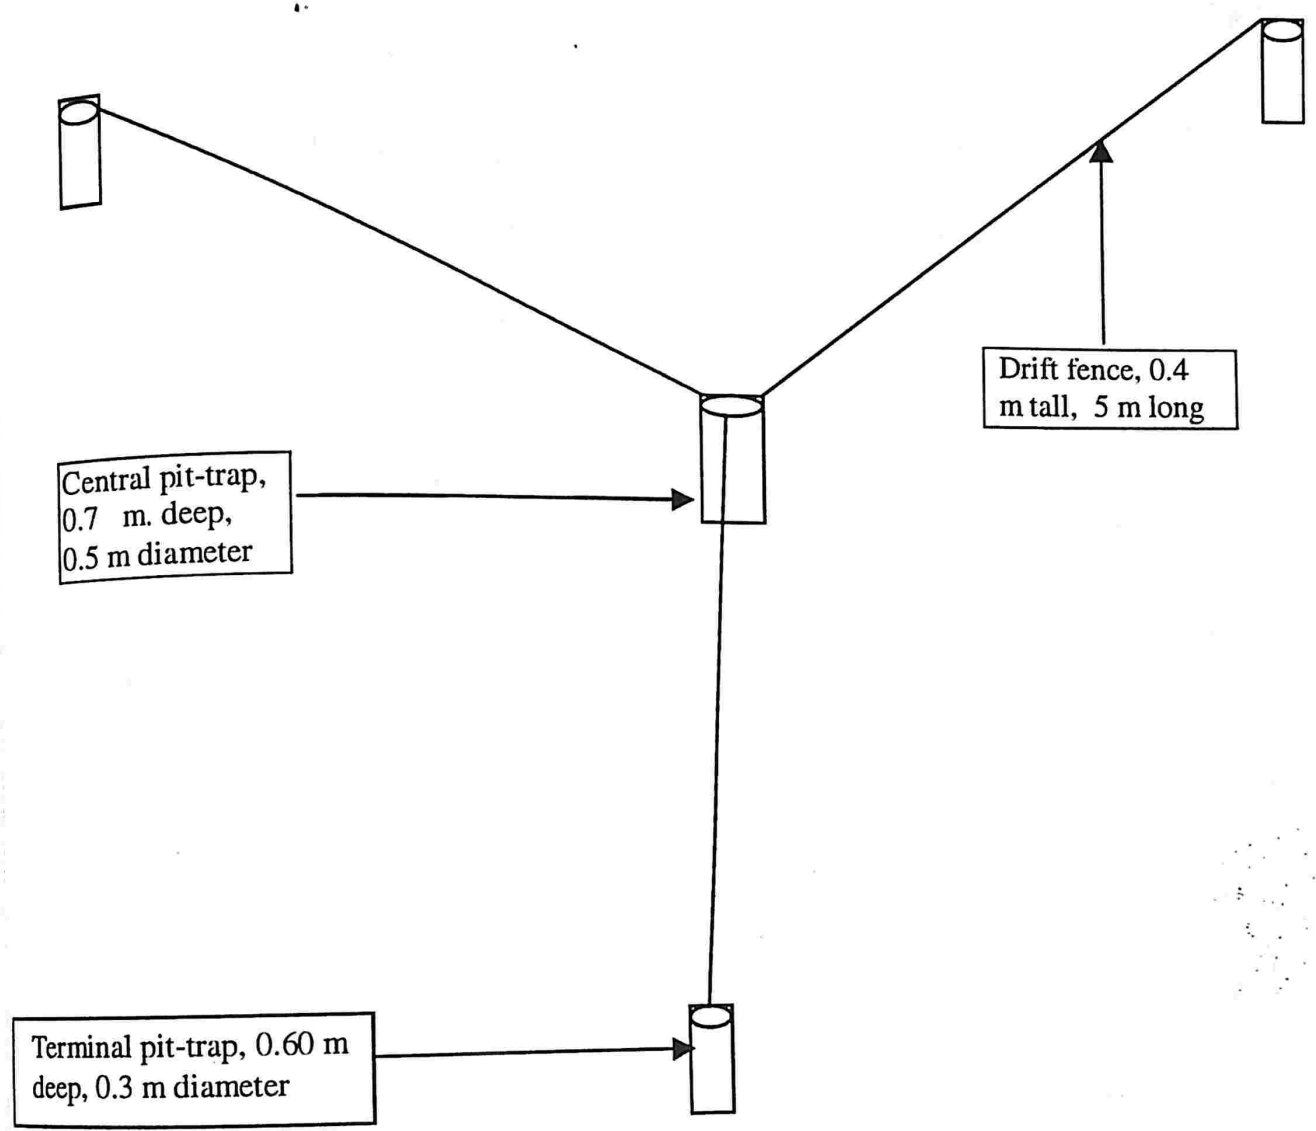 Drift fence, 0.4
m tall, 5 m long
Central pit-trap,
0.7 m. deep,
0.5 m diameter
Terminal pit-trap, 0.60 m
deep, 0.3 m diameter